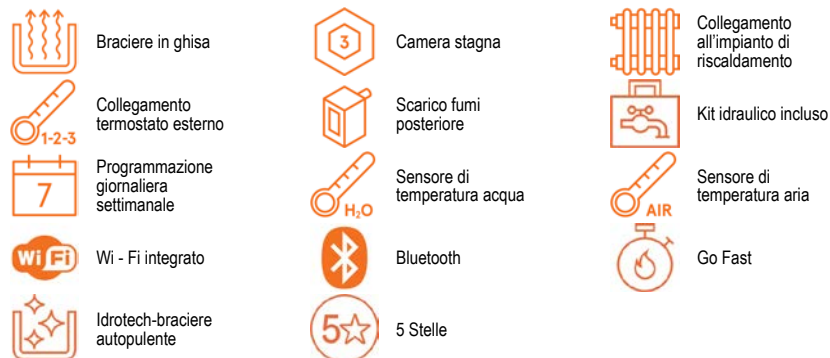 Braciere in ghisa
3
Camera stagna
Collegamento
all'impianto di
riscaldamento
1-2-3
Collegamento
termostato esterno
Scarico fumi
posteriore
Kit idraulico incluso
7
Programmazione
giornaliera
settimanale
H₂O
Sensore di
temperatura acqua
AIR
Sensore di
temperatura aria
WiFi
Wi - Fi integrato
Bluetooth
Go Fast
Idrotech-braciere
autopulente
5
5 Stelle